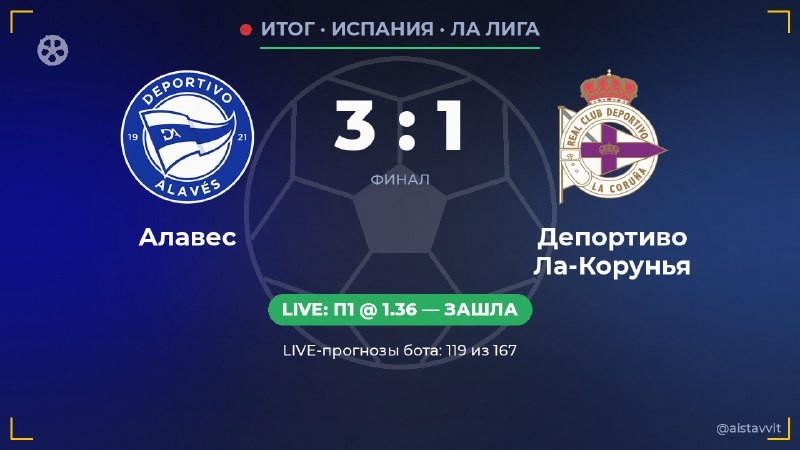 ИТОГ · ИСПАНИЯ · ЛА ЛИГА
DEPORTIVO
19 21
ALAVÉS
3 : 1
ФИНАЛ
REAL CLUB DEPORTIVO
LA CORUÑA
Алавес
Депортиво
Ла-Корунья
LIVE: П1 @ 1.36 — ЗАШЛА
LIVE-прогнозы бота: 119 из 167
@aistavvit